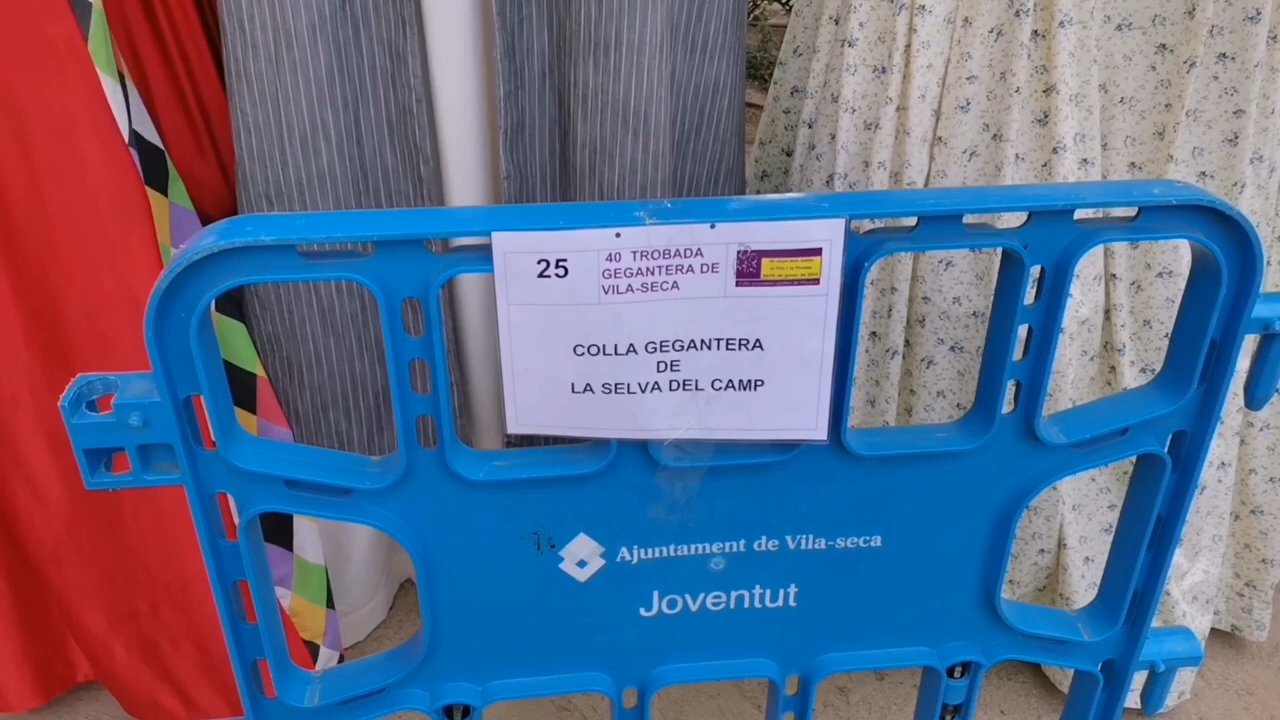 25
40 TROBADA
GEGANTERA DE
VILA-SECA
COLLA GEGANTERA
DE
LA SELVA DEL CAMP
Ajuntament de Vila-seca
Joventut